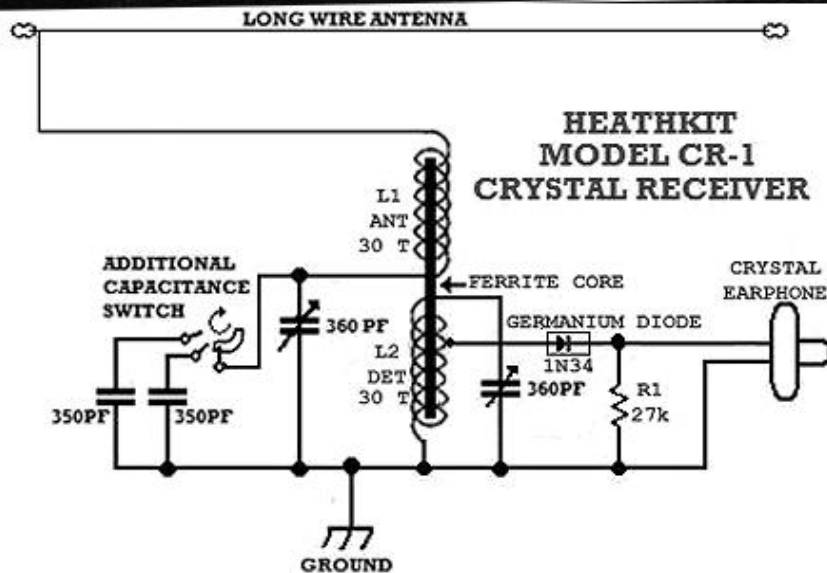 LONG WIRE ANTENNA
HEATHKIT
MODEL CR-1
CRYSTAL RECEIVER
L1
ANT
30 T
ADDITIONAL
CAPACITANCE
SWITCH
FERRITE CORE
CRYSTAL
EARPHONE
360 PF
GERMANIUM DIODE
L2
DET
30 T
1N34
360PF
R1
27k
350PF
350PF
GROUND